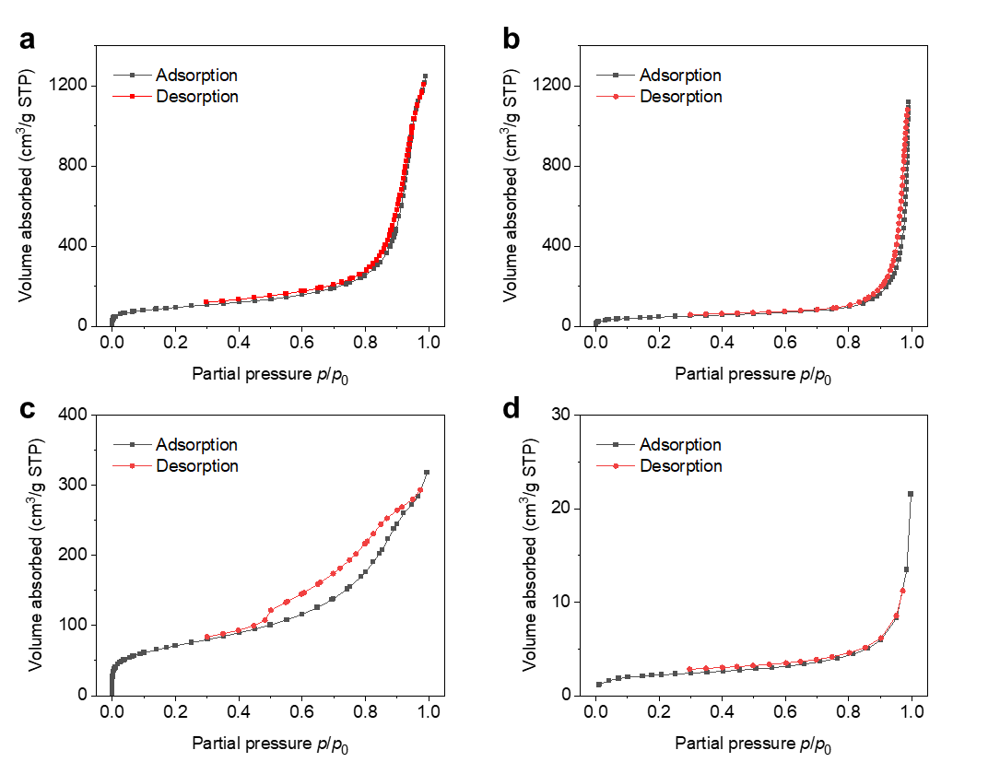 a
Adsorption
Desorption
1200
800
400
0
0.0 0.2 0.4 0.6 0.8 1.0
Volume absorbed (cm³/g STP)
Partial pressure p/p₀
b
Adsorption
Desorption
1200
800
400
0
0.0 0.2 0.4 0.6 0.8 1.0
Volume absorbed (cm³/g STP)
Partial pressure p/p₀
c
Adsorption
Desorption
400
300
200
100
0
0.0 0.2 0.4 0.6 0.8 1.0
Volume absorbed (cm³/g STP)
Partial pressure p/p₀
d
Adsorption
Desorption
30
20
10
0
0.0 0.2 0.4 0.6 0.8 1.0
Volume absorbed (cm³/g STP)
Partial pressure p/p₀